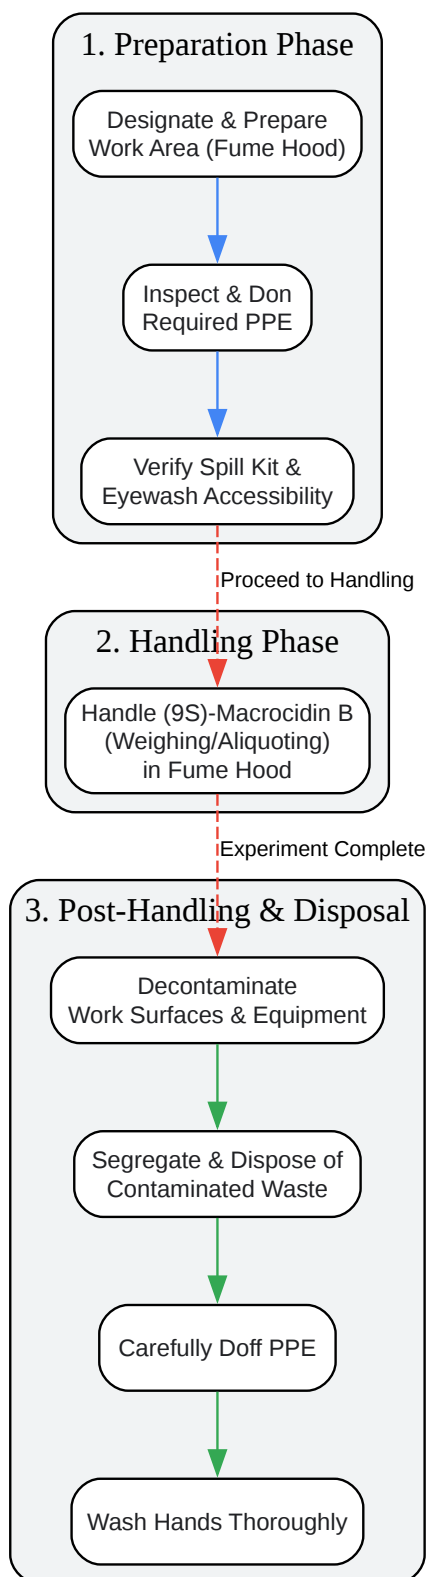 1. Preparation Phase
Designate & Prepare
Work Area (Fume Hood)
Inspect & Don
Required PPE
Verify Spill Kit &
Eyewash Accessibility
Proceed to Handling
2. Handling Phase
Handle (9S)-Macrocidin B
(Weighing/Aliquoting)
in Fume Hood
Experiment Complete
3. Post-Handling & Disposal
Decontaminate
Work Surfaces & Equipment
Segregate & Dispose of
Contaminated Waste
Carefully Doff PPE
Wash Hands Thoroughly